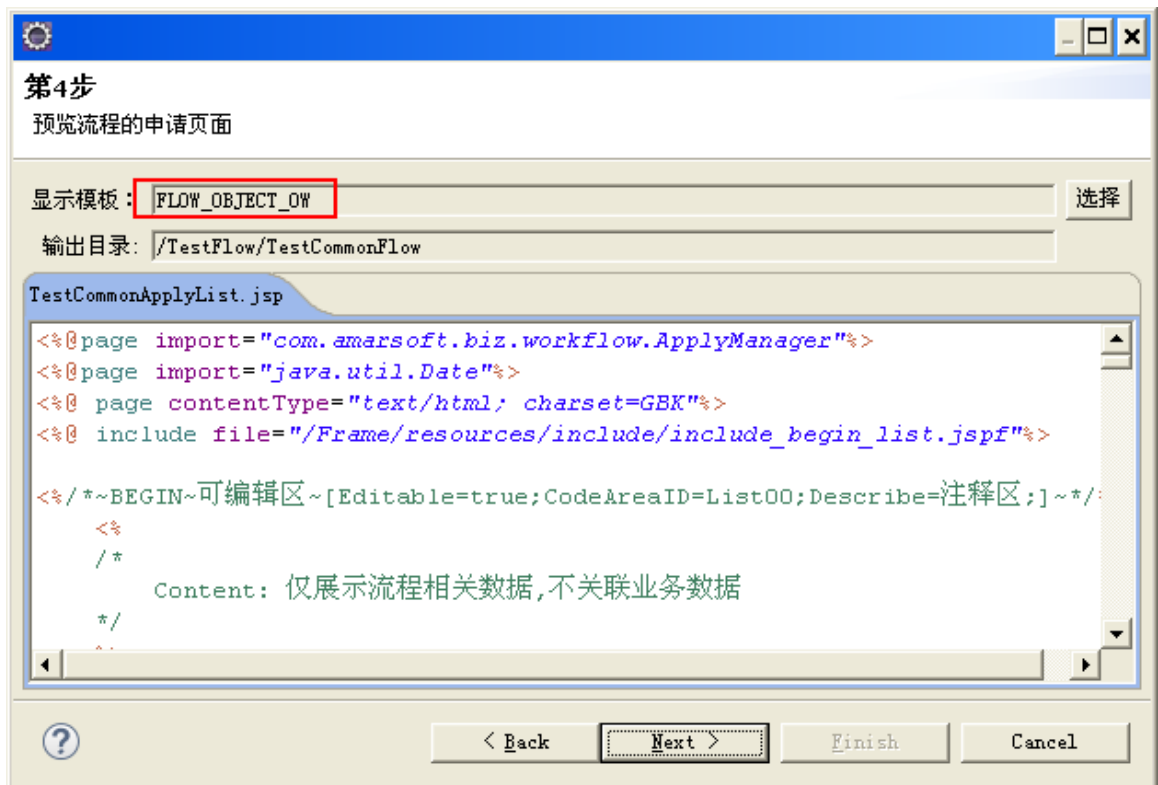 第4步
预览流程的申请页面
显示模板： FLOW_OBJECT_OW 选择
输出目录: /TestFlow/TestCommonFlow
TestCommonApplyList.jsp
<%@page import="com.amarsoft.biz.workflow.ApplyManager"%>
<%@page import="java.util.Date"%>
<%@ page contentType="text/html; charset=GBK"%>
<%@ include file="/Frame/resources/include/include_begin_list.jspf"%>
<%/*~BEGIN~可编辑区~[Editable=true;CodeAreaID=List00;Describe=注释区;]~*/
<%
/*
Content: 仅展示流程相关数据,不关联业务数据
*/
? < Back Next > Finish Cancel